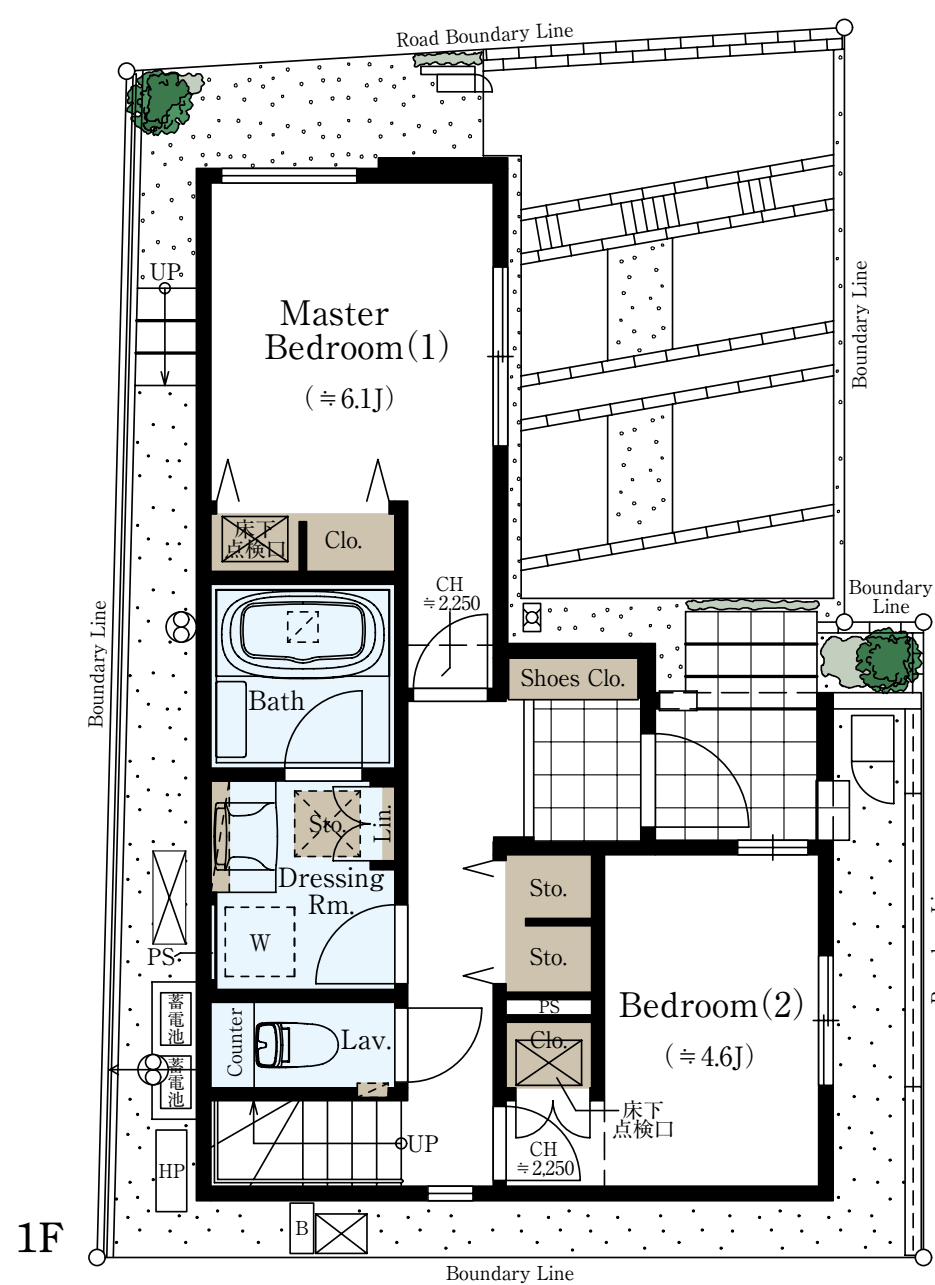 Road Boundary Line
UP
Master
Bedroom(1)
(≒6.1J)
Boundary Line
床下
点検口
Clo.
CH
≒2,250
Boundary
Line
Boundary Line
Shoes Clo.
Bath
Sto.
Lin.
Dressing
Rm.
Sto.
W
Sto.
PS
PS
Bedroom(2)
(≒4.6J)
蓄電池
Counter
Lav.
Clo.
蓄電池
床下
点検口
UP
CH
≒2,250
HP
B
1F
Boundary Line